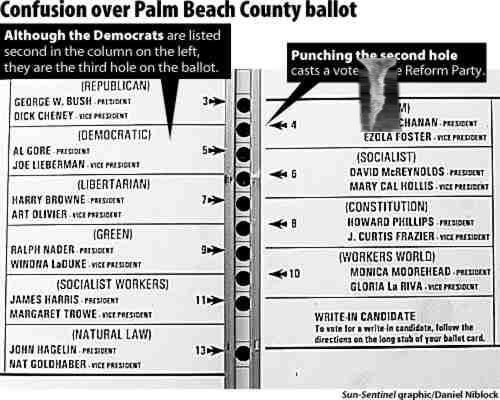 Confusion over Palm Beach County ballot
Although the Democrats are listed
second in the column on the left,
they are the third hole on the ballot.
Punching the second hole
casts a vote Reform Party.
(REPUBLICAN)
GEORGE W. BUSH - PRESIDENT
DICK CHENEY - VICE PRESIDENT
3
(DEMOCRATIC)
AL GORE - PRESIDENT
JOE LIEBERMAN - VICE PRESIDENT
5
(LIBERTARIAN)
HARRY BROWNE - PRESIDENT
ART OLIVIER - VICE PRESIDENT
7
(GREEN)
RALPH NADER - PRESIDENT
WINONA LaDUKE - VICE PRESIDENT
9
(SOCIALIST WORKERS)
JAMES HARRIS - PRESIDENT
MARGARET TROWE - VICE PRESIDENT
11
(NATURAL LAW)
JOHN HAGELIN - PRESIDENT
NAT GOLDHABER - VICE PRESIDENT
13
4
- PRESIDENT
EZOLA FOSTER - VICE PRESIDENT
(SOCIALIST)
6
DAVID McREYNOLDS - PRESIDENT
MARY CAL HOLLIS - VICE PRESIDENT
(CONSTITUTION)
8
HOWARD PHILLIPS - PRESIDENT
J. CURTIS FRAZIER - VICE PRESIDENT
(WORKERS WORLD)
10
MONICA MOOREHEAD - PRESIDENT
GLORIA La RIVA - VICE PRESIDENT
WRITE-IN CANDIDATE
To vote for a write-in candidate, follow the
directions on the long stub of your ballot card.
Sun-Sentinel graphic/Daniel Niblock